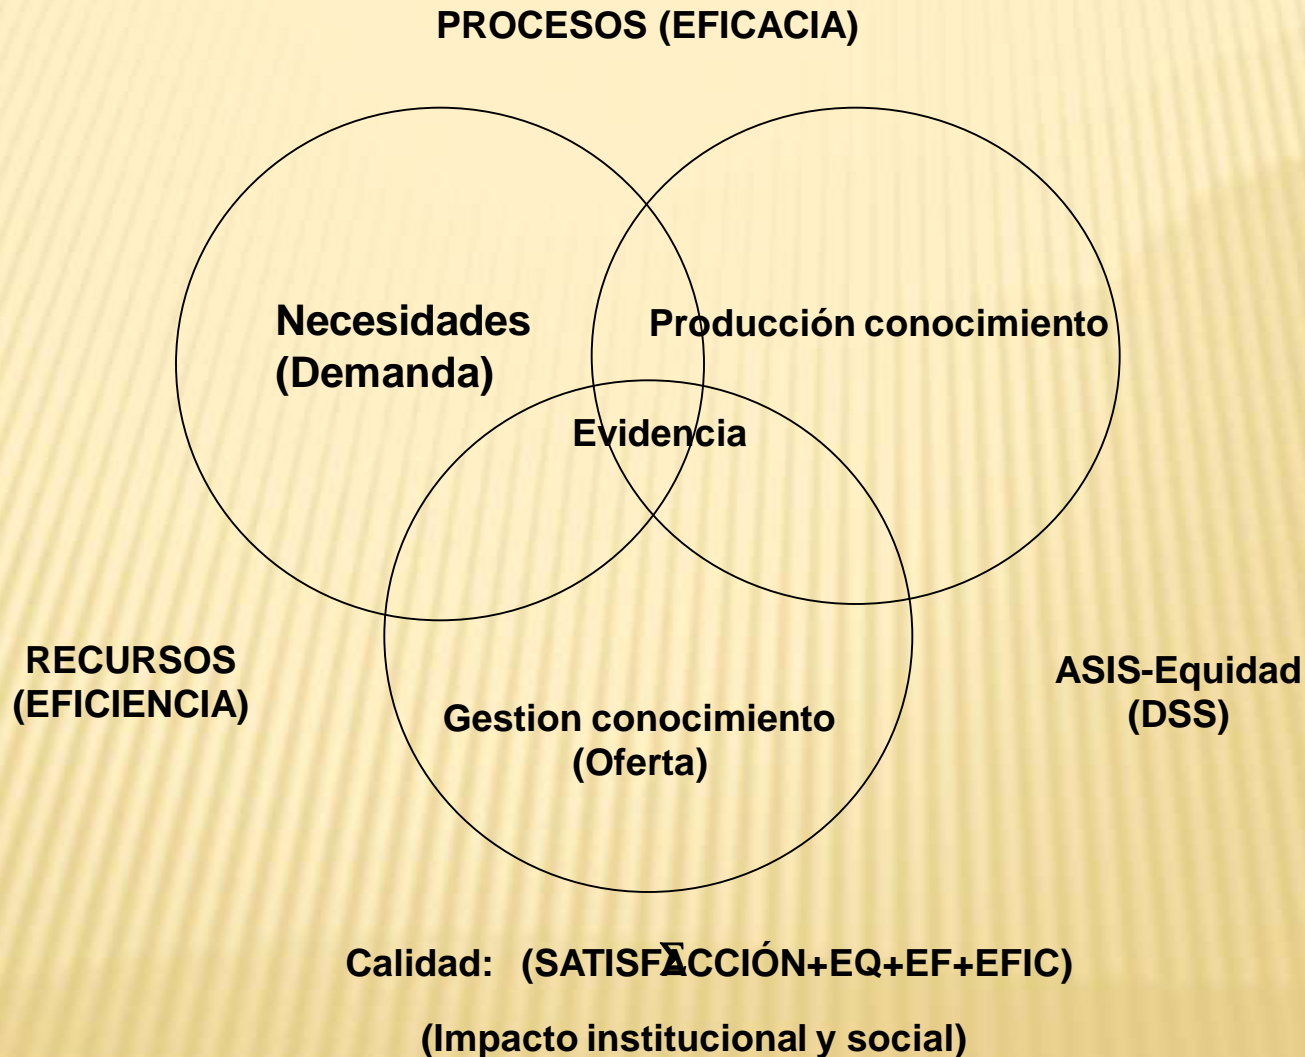 PROCESOS (EFICACIA)
Necesidades
(Demanda)
Producción conocimiento
Evidencia
RECURSOS
(EFICIENCIA)
ASIS-Equidad
(DSS)
Gestion conocimiento
(Oferta)
Calidad: Σ (SATISFACCIÓN+EQ+EF+EFIC)
(Impacto institucional y social)